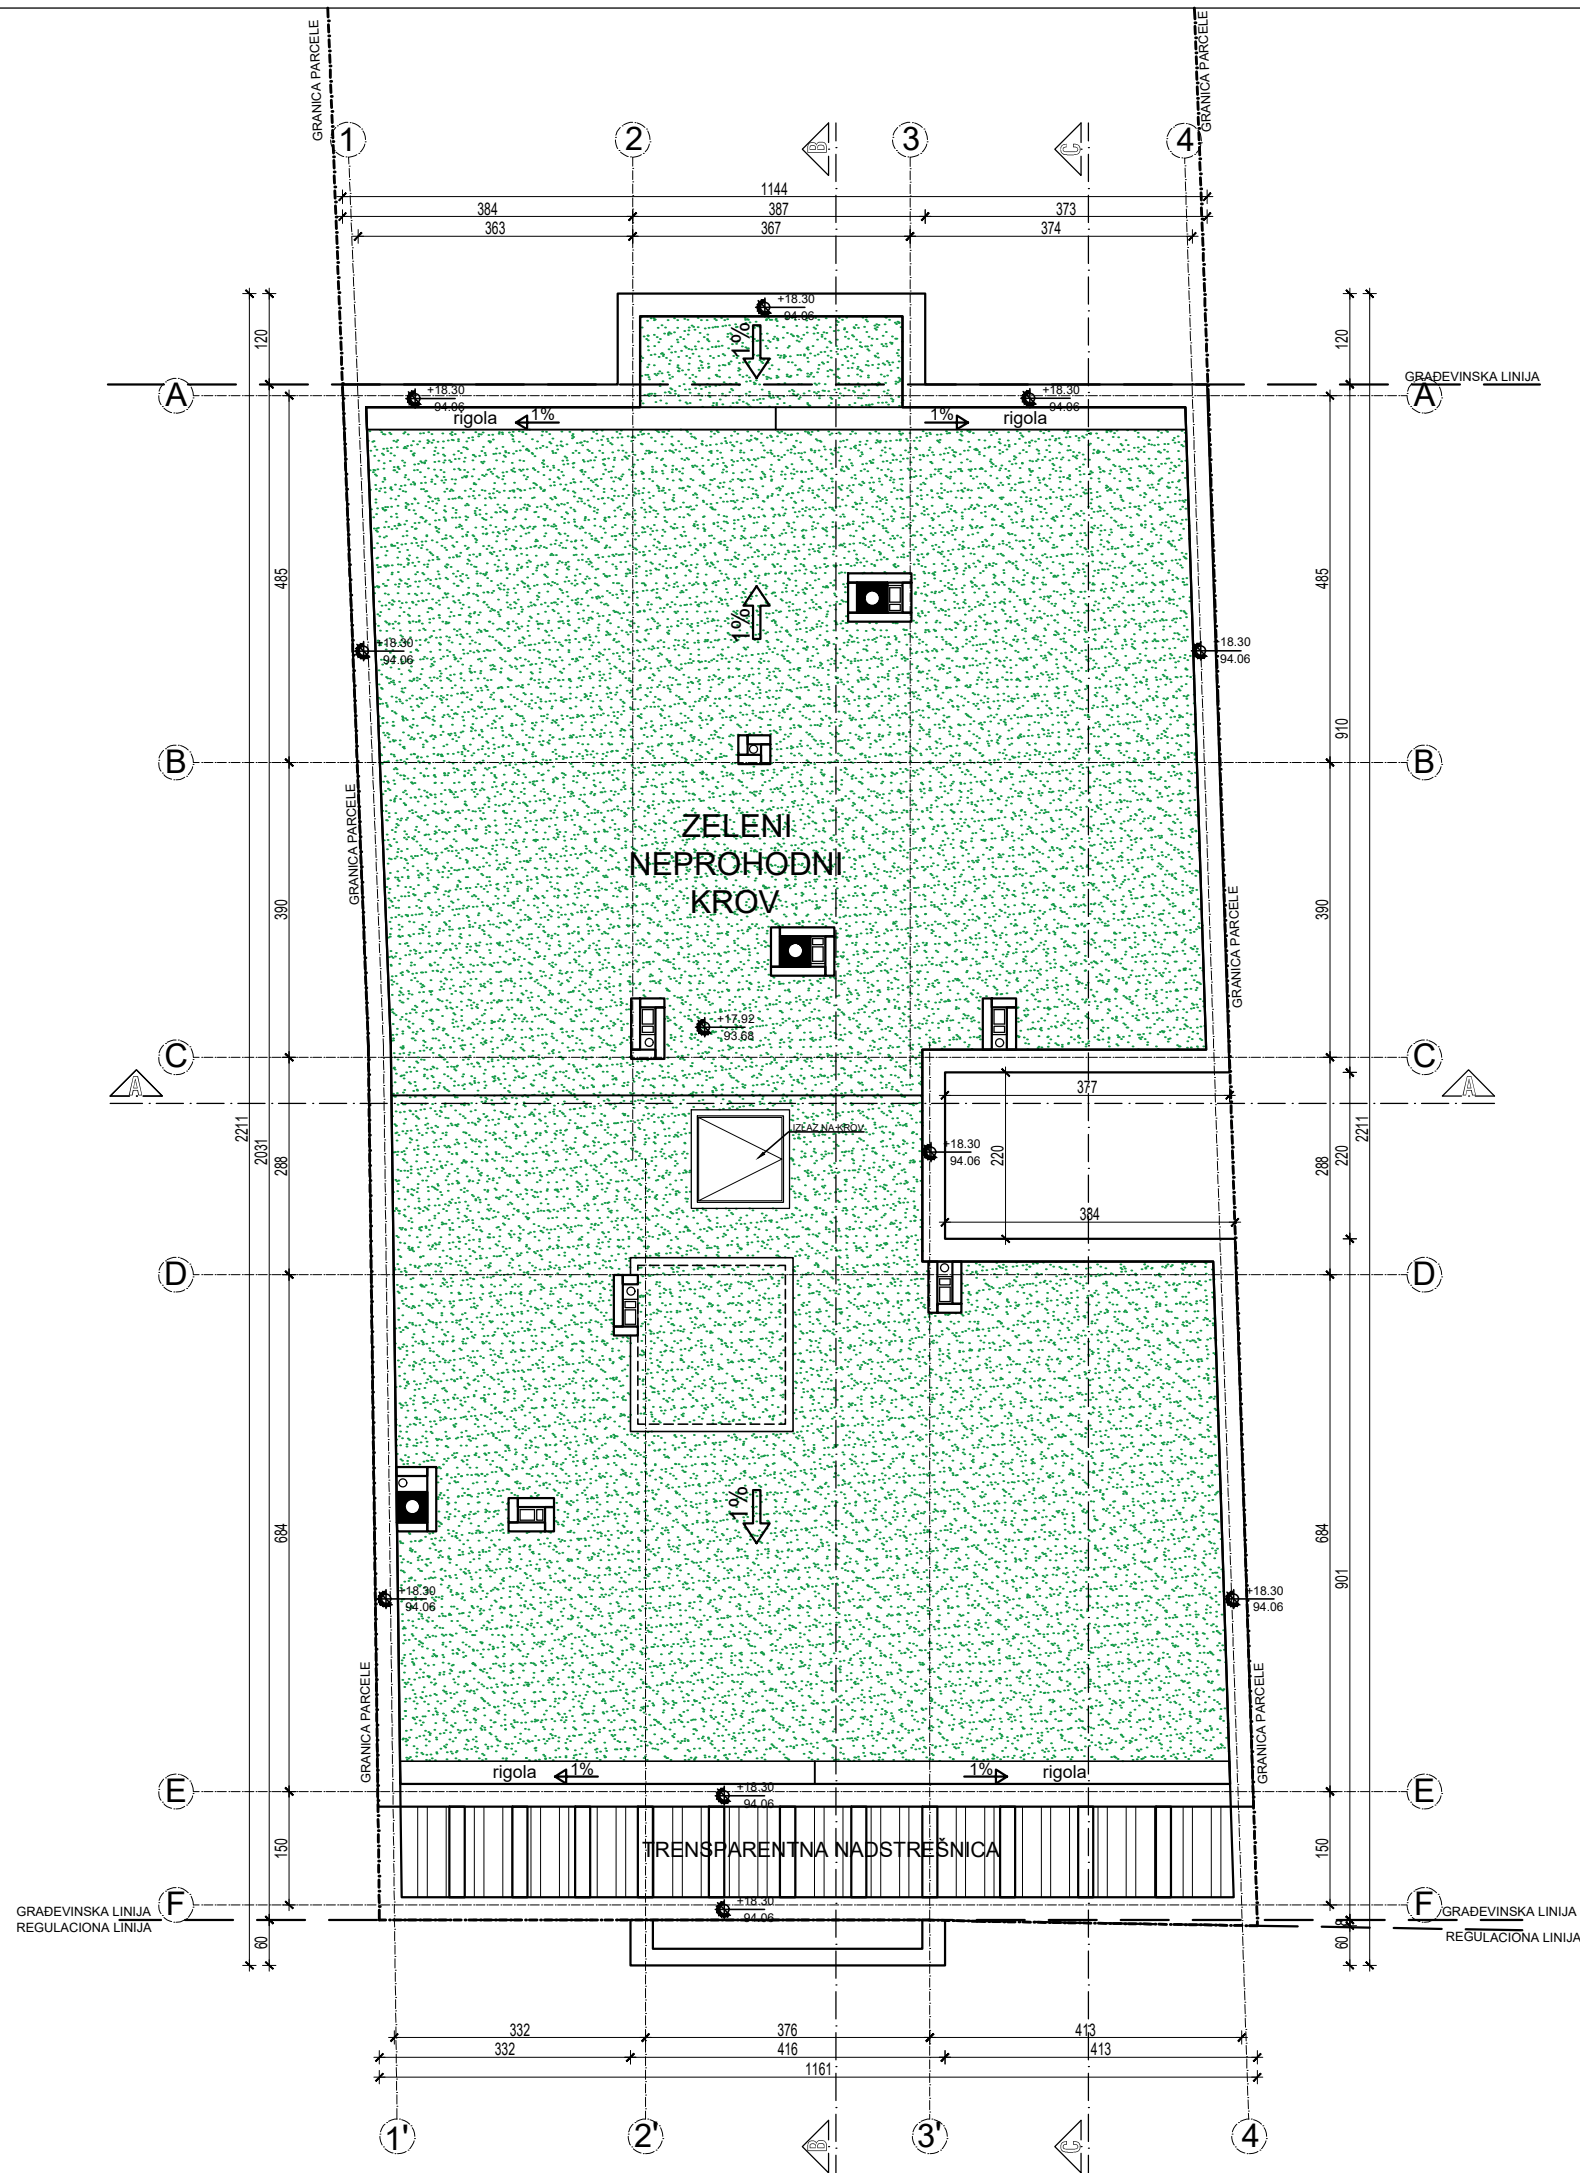 GRANICA PARCELE
GRANICA PARCELE
1
2
B
3
C
4
1144
384
387
373
363
367
374
120
+18.30
94.06
1%
120
GRAĐEVINSKA LINIJA
A
+18.30
94.06
+18.30
94.06
A
rigola
1%
1%
rigola
485
485
1%
+18.30
94.06
+18.30
94.06
910
B
B
GRANICA PARCELE
ZELENI
NEPROHODNI
KROV
GRANICA PARCELE
390
390
+17.92
93.68
C
C
A
377
A
2211
2031
288
IZLAZ NA KROV
+18.30
94.06
220
288
220
2211
384
D
D
1%
684
684
901
+18.30
94.06
+18.30
94.06
GRANICA PARCELE
GRANICA PARCELE
rigola
1%
1%
rigola
E
+18.30
94.06
E
150
TRENSPARENTNA NADSTREŠNICA
150
F
+18.30
94.06
F
GRAĐEVINSKA LINIJA
REGULACIONA LINIJA
GRAĐEVINSKA LINIJA
REGULACIONA LINIJA
60
8
60
332
376
413
332
416
413
1161
1'
2'
B
3'
C
4